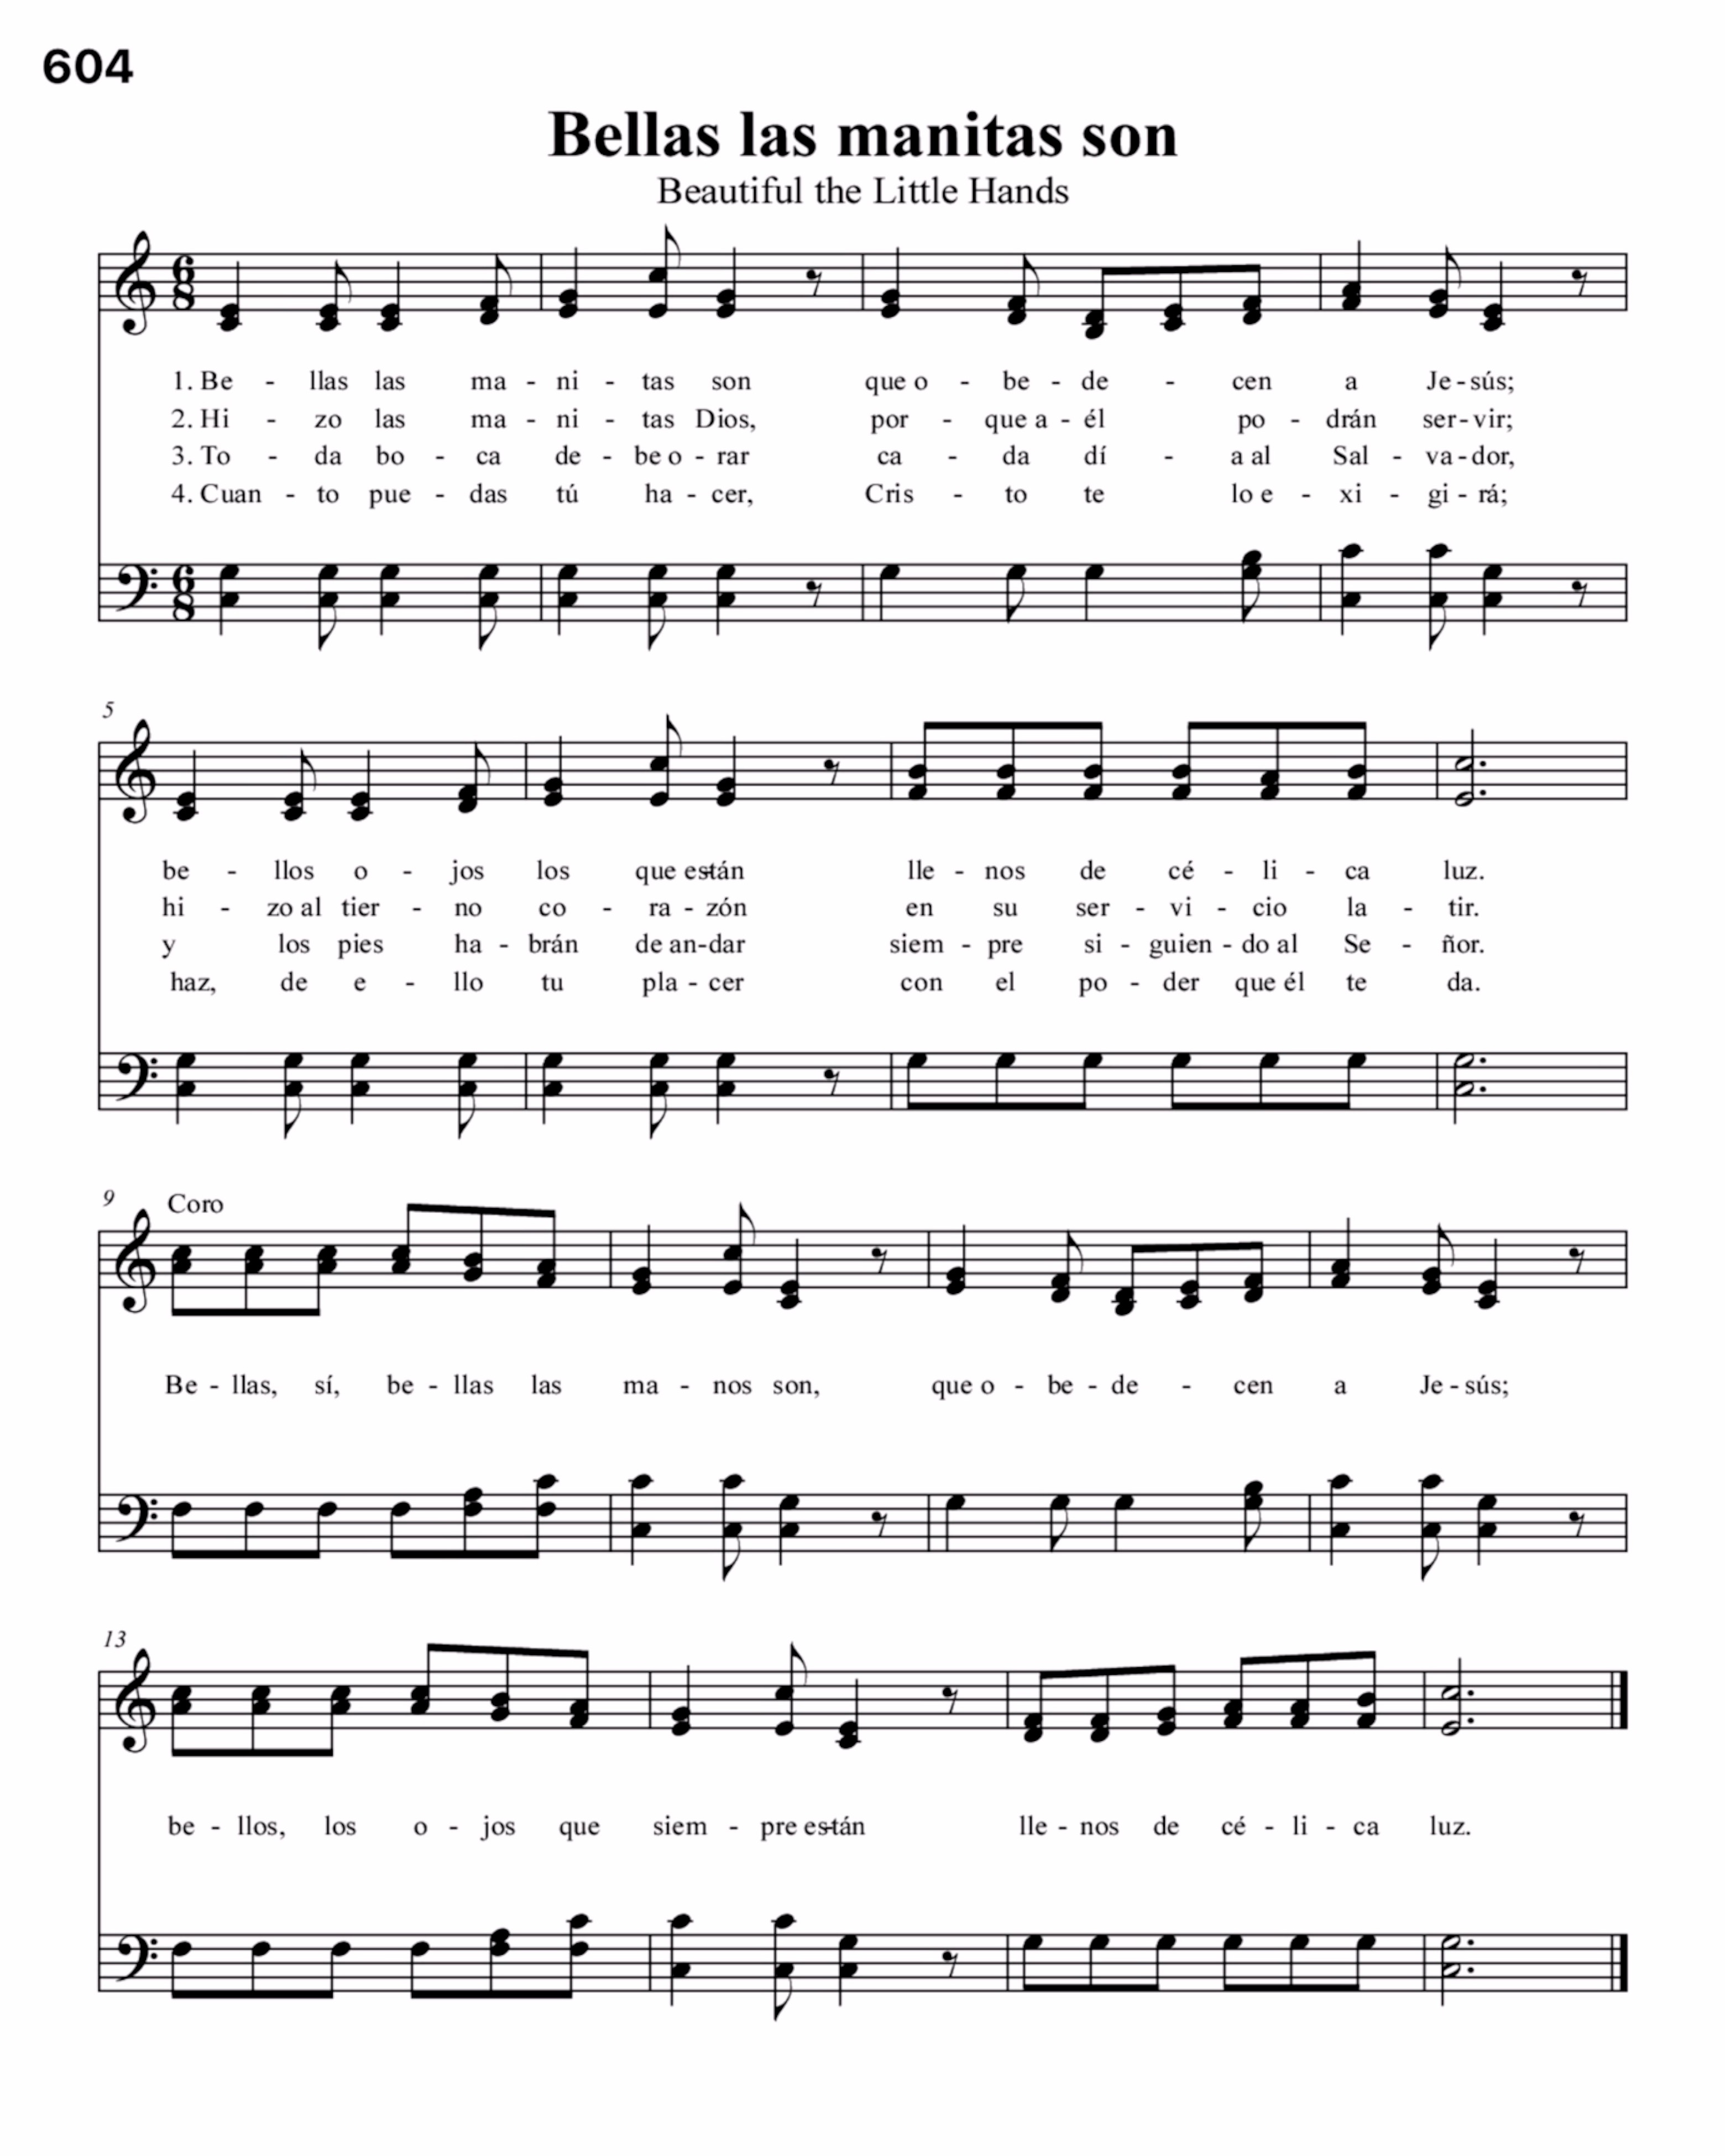 604
Bellas las manitas son
Beautiful the Little Hands
6
8
1. Be - llas las ma - ni - tas son que o - be - de - cen a Je - sús;
2. Hi - zo las ma - ni - tas Dios, por - que a - él po - drán ser - vir;
3. To - da bo - ca de - be o - rar ca - da dí - a al Sal - va - dor,
4. Cuan - to pue - das tú ha - cer, Cris - to te lo e - xi - gi - rá;
6
8
5
be - llos o - jos los que es-tán lle - nos de cé - li - ca luz.
hi - zo al tier - no co - ra - zón en su ser - vi - cio la - tir.
y los pies ha - brán de an-dar siem - pre si - guien - do al Se - ñor.
haz, de e - llo tu pla - cer con el po - der que él te da.
9 Coro
Be - llas, sí, be - llas las ma - nos son, que o - be - de - cen a Je - sús;
13
be - llos, los o - jos que siem - pre es-tán lle - nos de cé - li - ca luz.